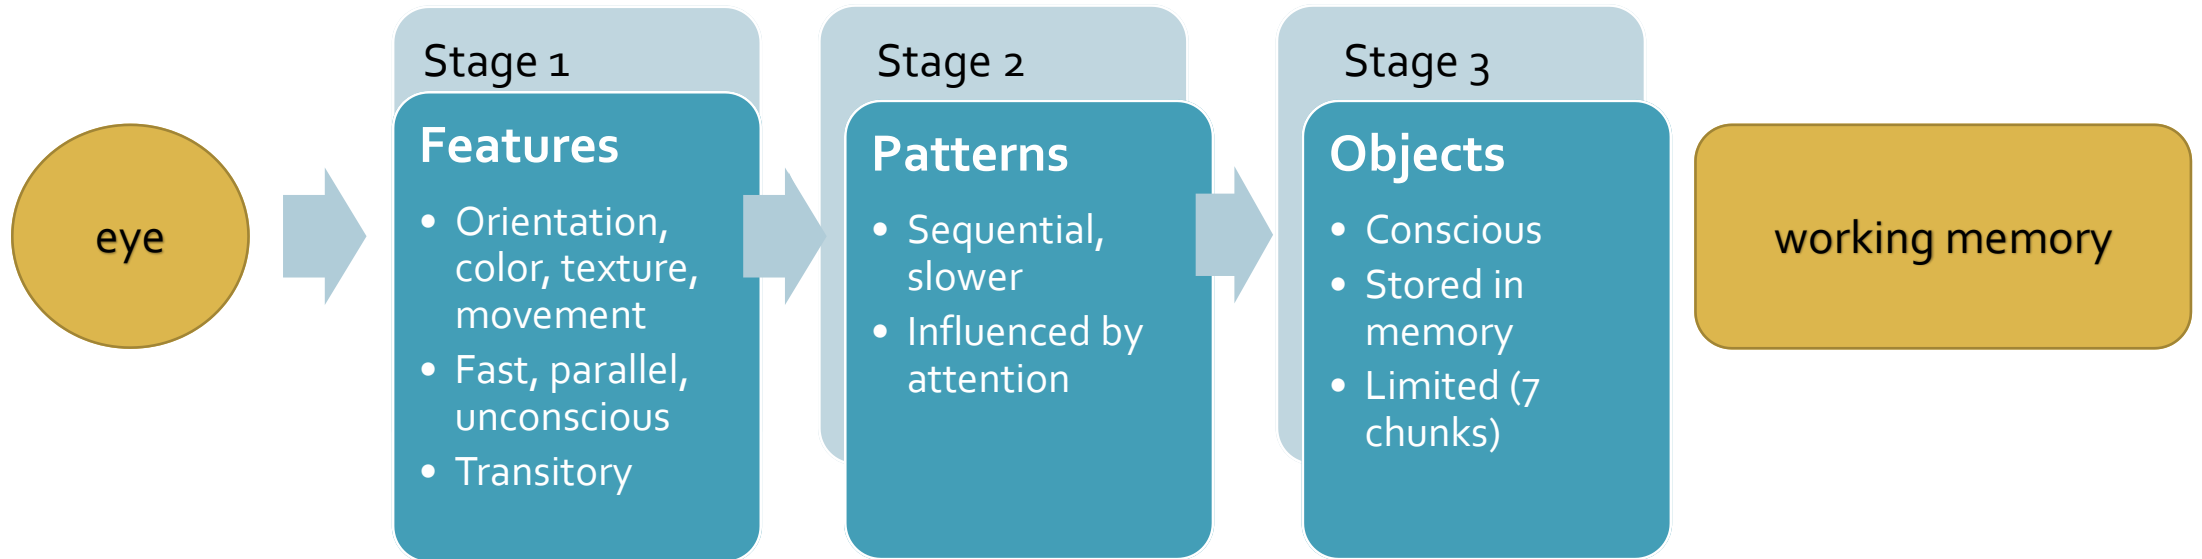 eye
Stage 1
Features
• Orientation,
color, texture,
movement
• Fast, parallel,
unconscious
• Transitory
Stage 2
Patterns
• Sequential,
slower
• Influenced by
attention
Stage 3
Objects
• Conscious
• Stored in
memory
• Limited (7
chunks)
working memory